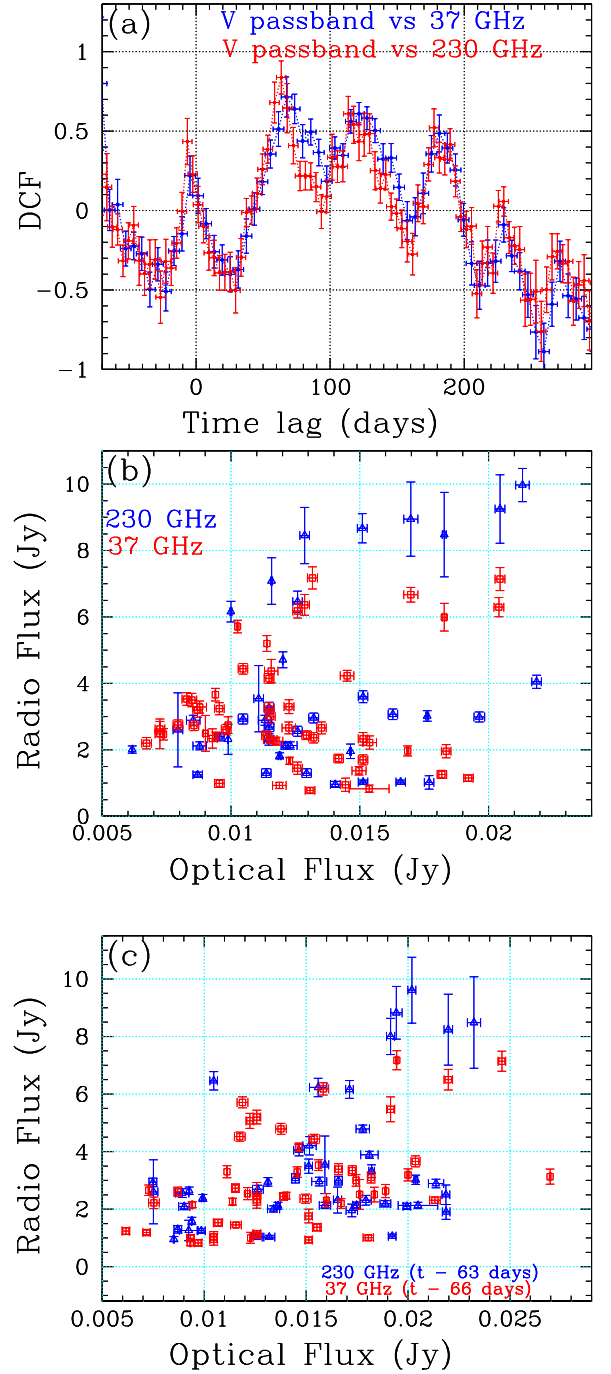 (a)
V passband vs 37 GHz
V passband vs 230 GHz
1
0.5
0
−0.5
−1
DCF
0 100 200
Time lag (days)
(b)
230 GHz
37 GHz
10
8
6
4
2
0
Radio Flux (Jy)
0.005 0.01 0.015 0.02
Optical Flux (Jy)
(c)
10
8
6
4
2
0
Radio Flux (Jy)
230 GHz (t − 63 days)
37 GHz (t − 66 days)
0.005 0.01 0.015 0.02 0.025
Optical Flux (Jy)